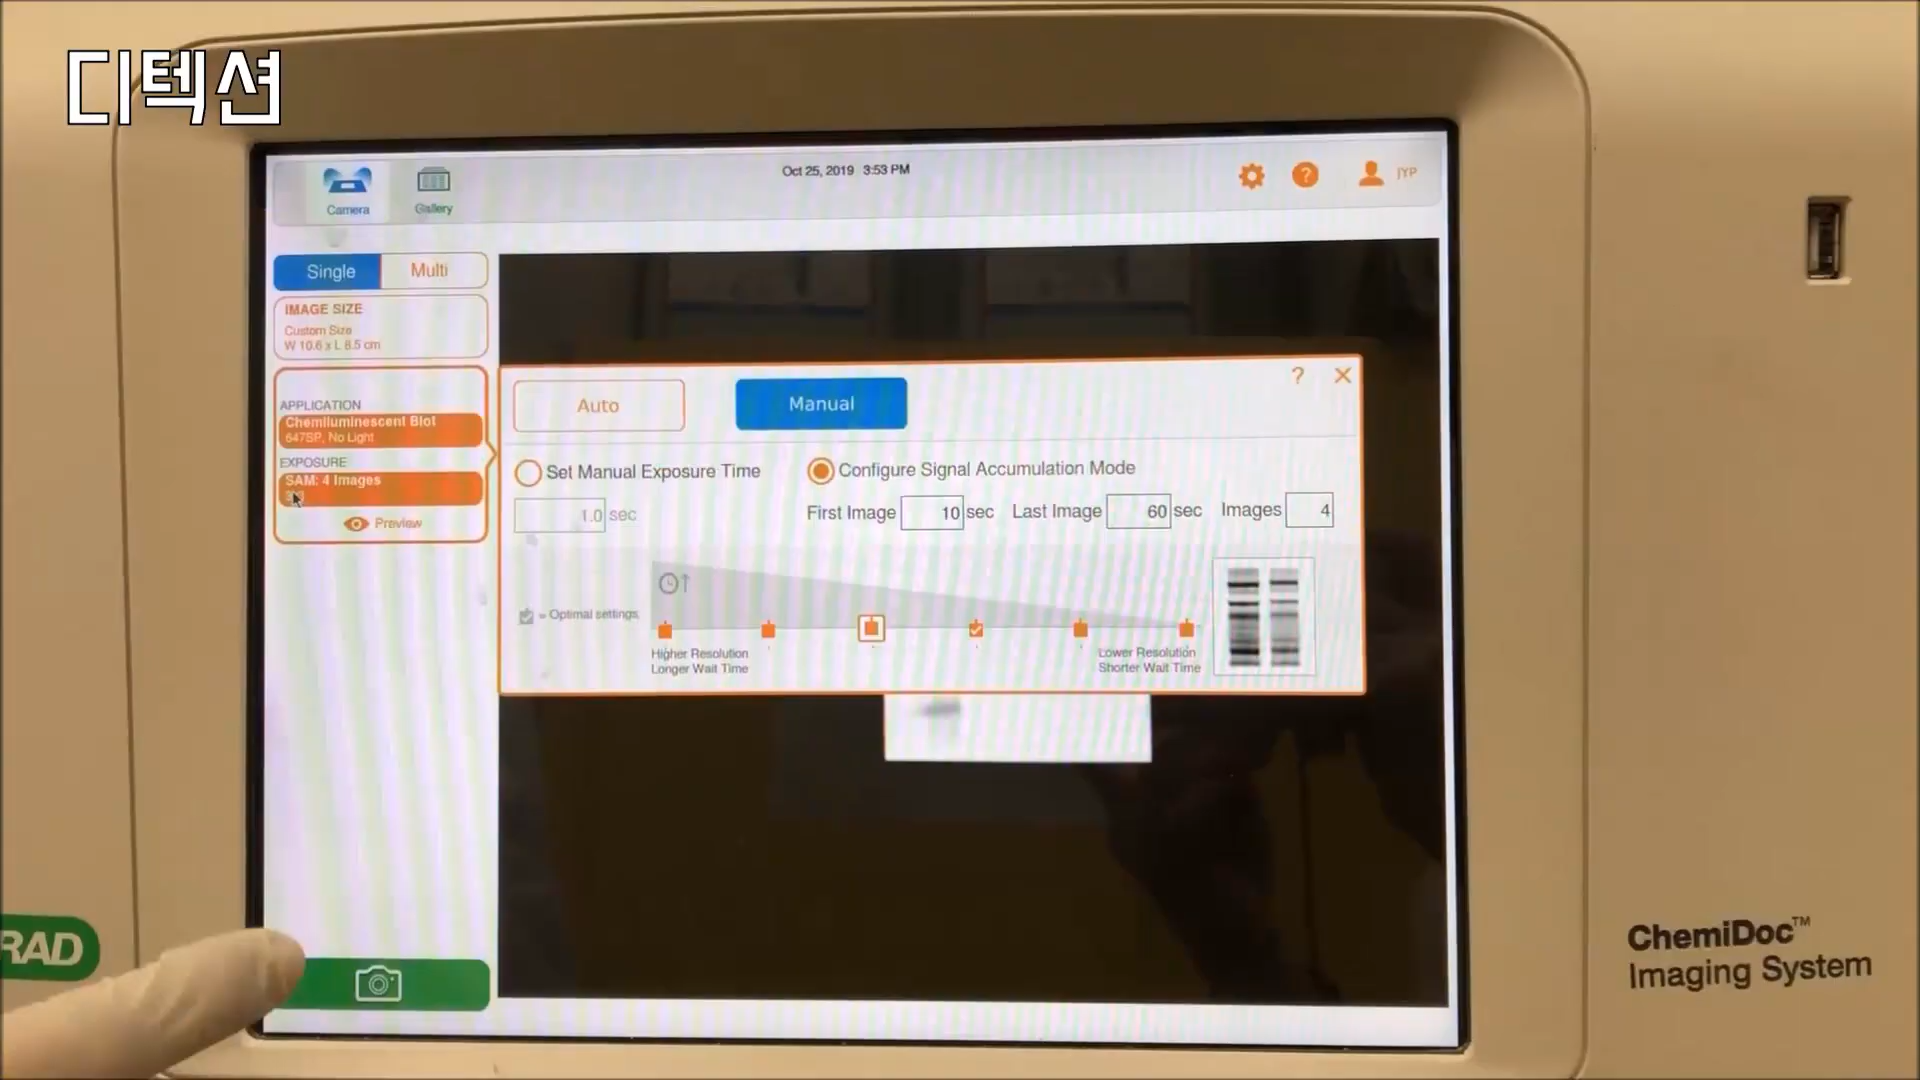 디텍션
Oct 25, 2019 3:53 PM
Camera
Gallery
JYP
Single
Multi
IMAGE SIZE
Custom Size
W 10.6 x L 8.5 cm
APPLICATION
Chemiluminescent Blot
647SP, No Light
EXPOSURE
SAM: 4 Images
Preview
Auto
Manual
?
Set Manual Exposure Time
1.0 sec
Configure Signal Accumulation Mode
First Image 10 sec Last Image 60 sec Images 4
= Optimal settings
Higher Resolution
Longer Wait Time
Lower Resolution
Shorter Wait Time
RAD
ChemiDoc™
Imaging System